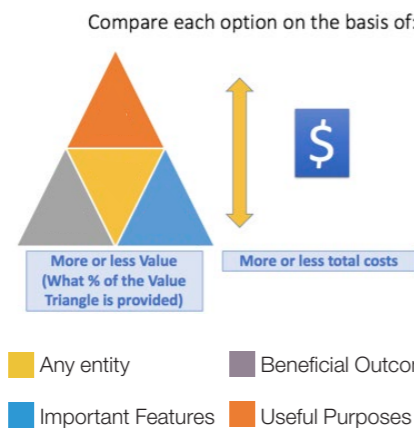 Compare each option on the basis of:
$
More or less Value
(What % of the Value
Triangle is provided)
More or less total costs
Any entity
Beneficial Outcor
Important Features
Useful Purposes